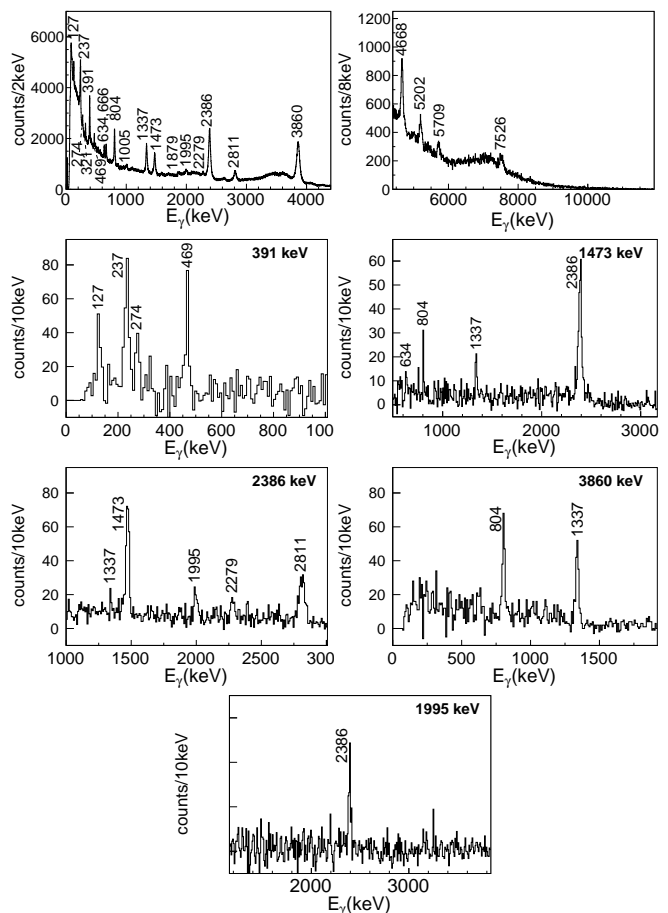 counts/2keV
6000
4000
2000
0
127
237
391
274
321
469
634
666
804
1005
1337
1473
1879
1995
2279
2386
2811
3860
0 1000 2000 3000 4000
Eγ(keV)
counts/8keV
1200
1000
800
600
400
200
0
4668
5202
5709
7526
6000 8000 10000
Eγ(keV)
391 keV
counts/10keV
80
60
40
20
0
127
237
274
469
0 200 400 600 800 1000
Eγ(keV)
1473 keV
counts/10keV
60
50
40
30
20
10
0
634
804
1337
2386
1000 2000 3000
Eγ(keV)
2386 keV
counts/10keV
80
60
40
20
0
1337
1473
1995
2279
2811
1000 1500 2000 2500 300
Eγ(keV)
3860 keV
counts/10keV
80
60
40
20
0
804
1337
0 500 1000 1500
Eγ(keV)
1995 keV
counts/10keV
2386
2000 3000
Eγ(keV)